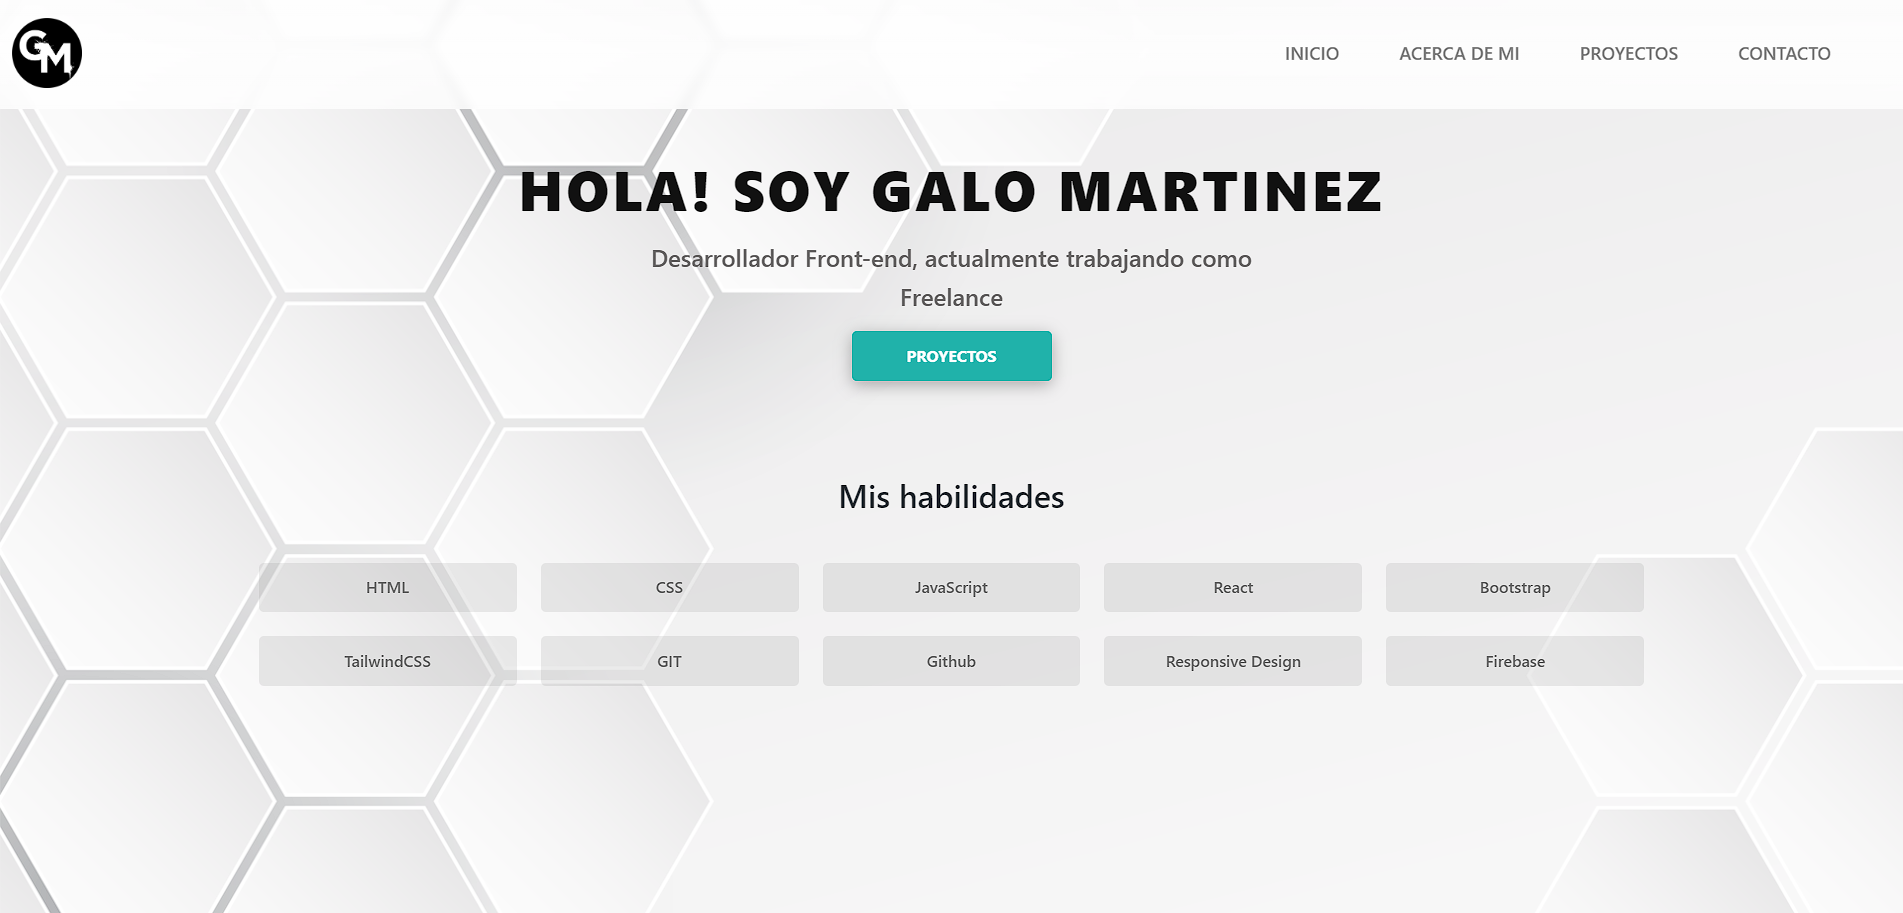 GM
INICIO ACERCA DE MI PROYECTOS CONTACTO
HOLA! SOY GALO MARTINEZ
Desarrollador Front-end, actualmente trabajando como
Freelance
PROYECTOS
Mis habilidades
HTML CSS JavaScript React Bootstrap
TailwindCSS GIT Github Responsive Design Firebase